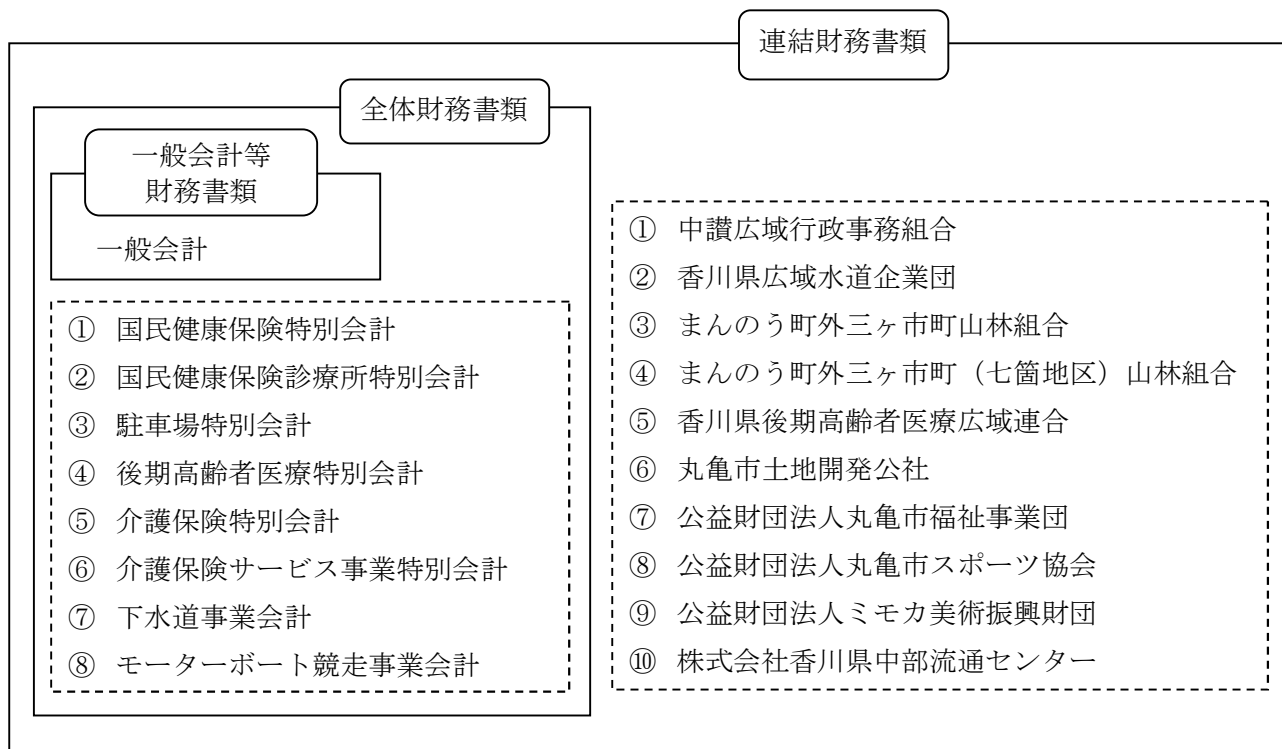 連結財務書類
全体財務書類
一般会計等
財務書類
一般会計
① 国民健康保険特別会計
② 国民健康保険診療所特別会計
③ 駐車場特別会計
④ 後期高齢者医療特別会計
⑤ 介護保険特別会計
⑥ 介護保険サービス事業特別会計
⑦ 下水道事業会計
⑧ モーターボート競走事業会計
① 中讃広域行政事務組合
② 香川県広域水道企業団
③ まんのう町外三ヶ市町山林組合
④ まんのう町外三ヶ市町（七箇地区）山林組合
⑤ 香川県後期高齢者医療広域連合
⑥ 丸亀市土地開発公社
⑦ 公益財団法人丸亀市福祉事業団
⑧ 公益財団法人丸亀市スポーツ協会
⑨ 公益財団法人ミモカ美術振興財団
⑩ 株式会社香川県中部流通センター